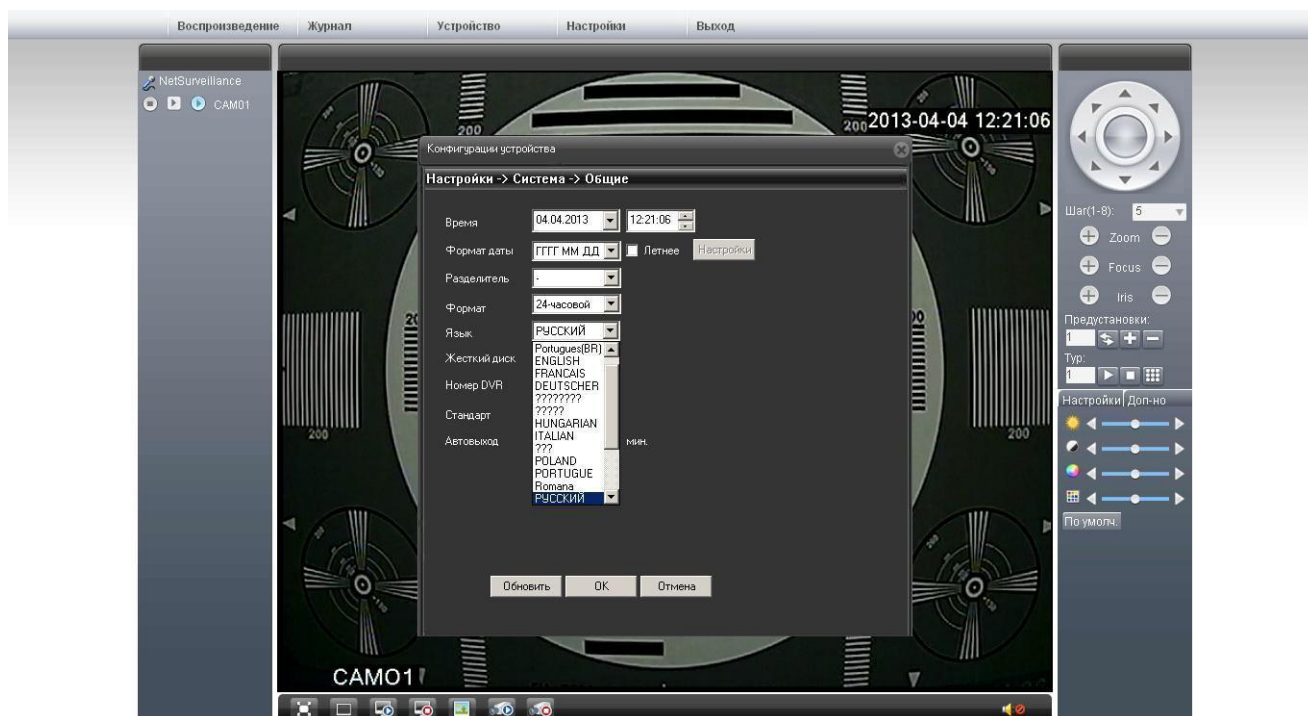 Воспроизведение Журнал Устройство Настройки Выход
NetSurveillance
CAM01
2013-04-04 12:21:06
200
200
Конфигурации устройства
Настройки -> Система -> Общие
Время 04.04.2013 12:21:06
Формат даты ГГГГ ММ ДД Летнее Настройки
Разделитель -
Формат 24-часовой
Язык РУССКИЙ
Жесткий диск
Номер DVR
Стандарт
Автовыход мин.
Portugues(BR)
ENGLISH
FRANCAIS
DEUTSCHER
????????
?????
HUNGARIAN
ITALIAN
???
POLAND
PORTUGUE
Romana
РУССКИЙ
Обновить OK Отмена
200
200
CAM01
Шаг(1-8): 5
Zoom
Focus
Iris
Предустановки:
1
Тур:
1
Настройки Доп-но
По умолч.